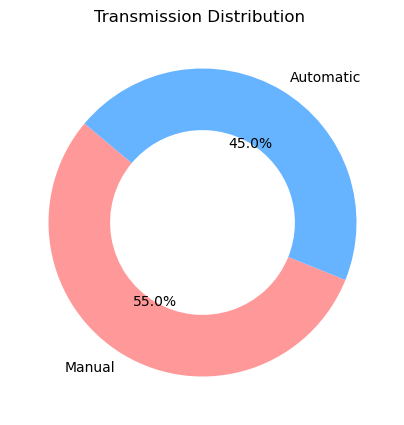 Transmission Distribution
Automatic
45.0%
55.0%
Manual